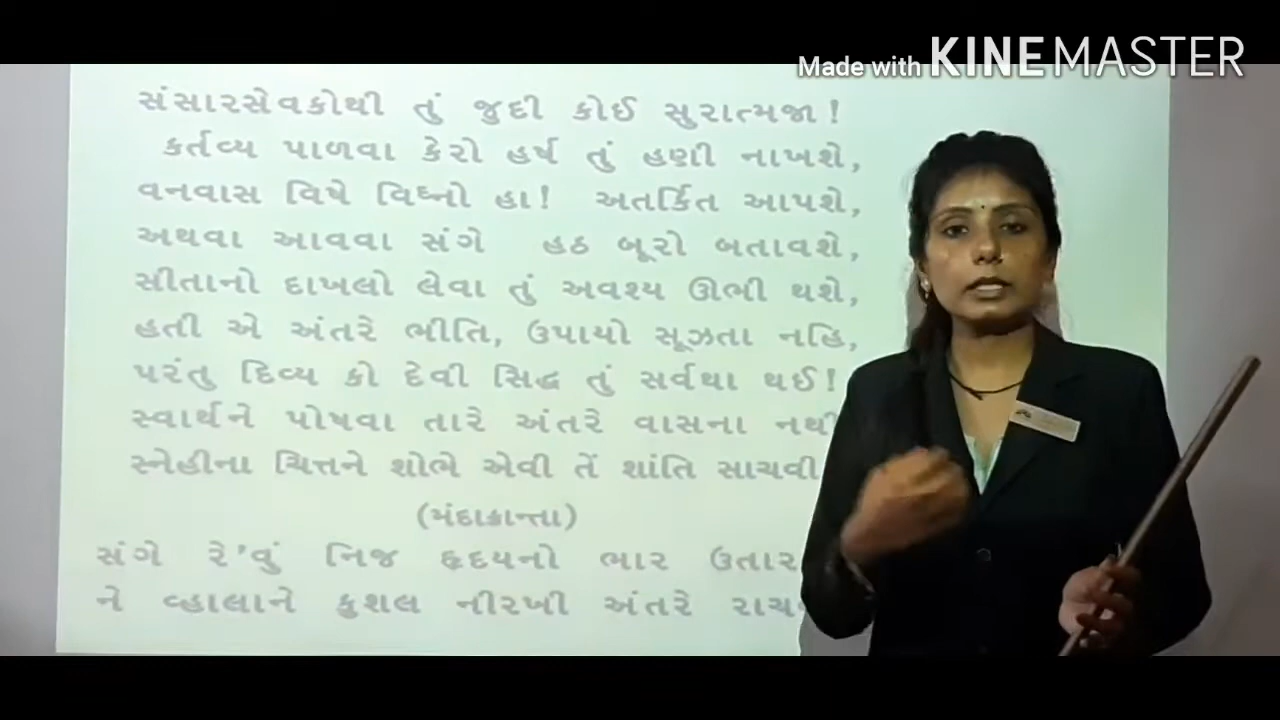 Made with KINEMASTER
સંસારસેવકોથી તું જુદી કોઈ સુરાત્મજા!
કર્તવ્ય પાળવા કેરો હર્ષ તું હણી નાખશે,
વનવાસ વિષે વિઘ્નો હા! અતર્કિત આપશે,
અથવા આવવા સંગે હઠ બૂરો બતાવશે,
સીતાનો દાખલો લેવા તું અવશ્ય ઊભી થશે,
હતી એ અંતરે ભીતિ, ઉપાયો સૂઝતા નહિ,
પરંતુ દિવ્ય કો દેવી સિદ્ધ તું સર્વથા થઈ!
સ્વાર્થને પોષવા તારે અંતરે વાસના નથી
સ્નેહીના ચિત્તને શોભે એવી તેં શાંતિ સાચવી
(મંદાક્રાન્તા)
સંગે રે'વું નિજ હૃદયનો ભાર
ને વ્હાલાને કુશલ નીરખી અંતરે